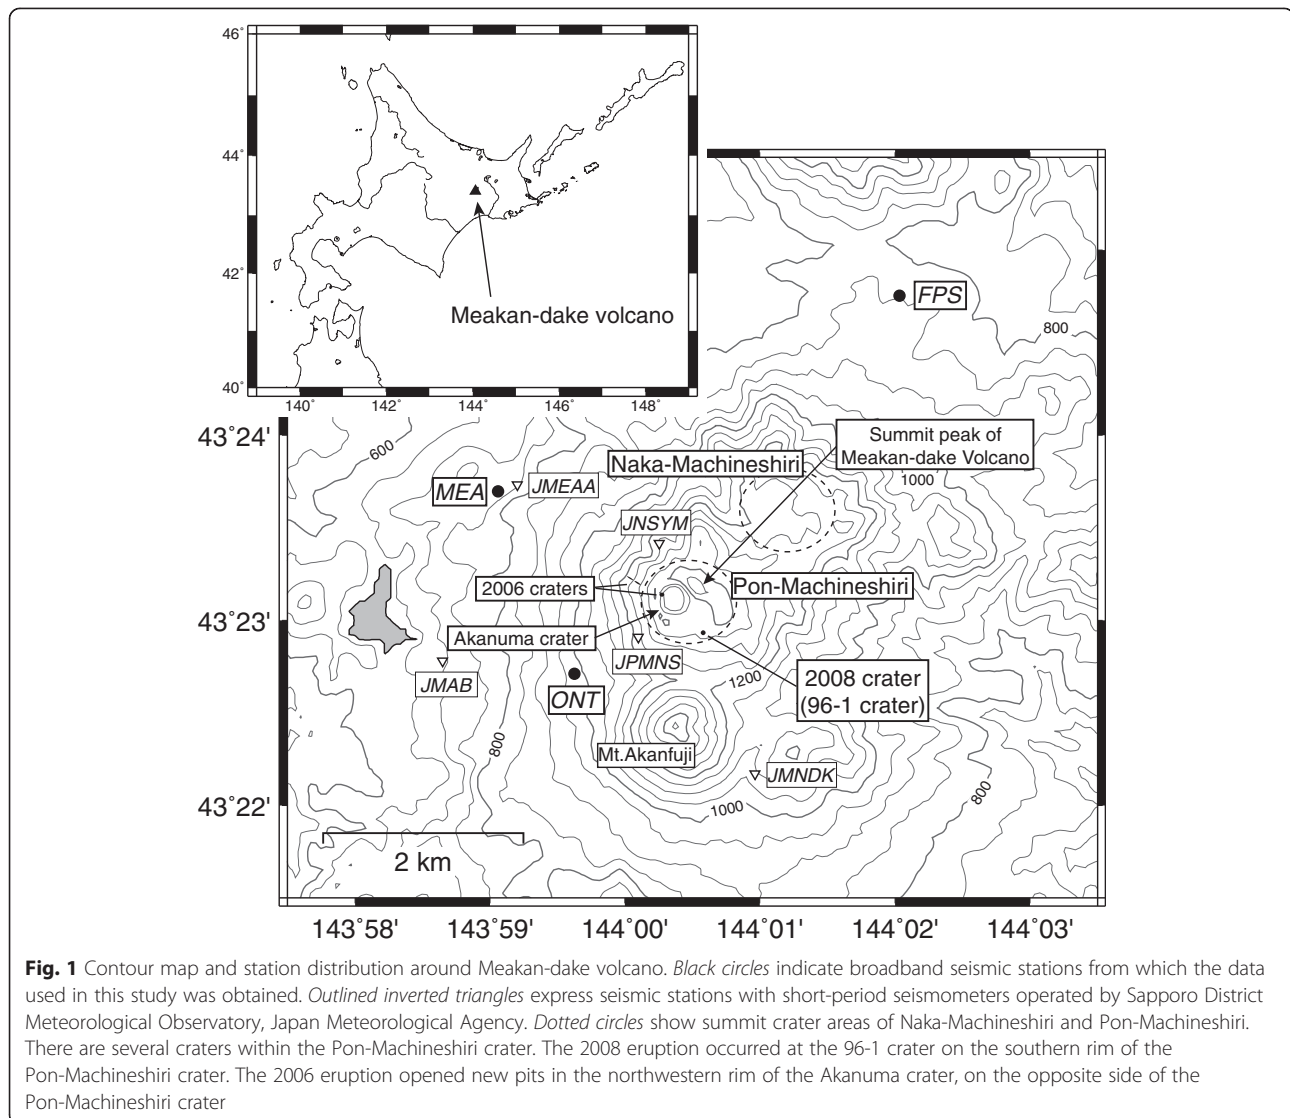 46°
44°
42°
40°
140°
142°
144°
146°
148°
Meakan-dake volcano
FPS
800
43°24'
600
Summit peak of
Meakan-dake Volcano
Naka-Machineshiri
1000
MEA
JMEAA
JNSYM
2006 craters
Pon-Machineshiri
43°23'
Akanuma crater
JPMNS
JMAB
1200
2008 crater
(96-1 crater)
ONT
800
Mt.Akanfuji
JMNDK
800
1000
43°22'
2 km
143°58'
143°59'
144°00'
144°01'
144°02'
144°03'
Fig. 1 Contour map and station distribution around Meakan-dake volcano. Black circles indicate broadband seismic stations from which the data
used in this study was obtained. Outlined inverted triangles express seismic stations with short-period seismometers operated by Sapporo District
Meteorological Observatory, Japan Meteorological Agency. Dotted circles show summit crater areas of Naka-Machineshiri and Pon-Machineshiri.
There are several craters within the Pon-Machineshiri crater. The 2008 eruption occurred at the 96-1 crater on the southern rim of the
Pon-Machineshiri crater. The 2006 eruption opened new pits in the northwestern rim of the Akanuma crater, on the opposite side of the
Pon-Machineshiri crater